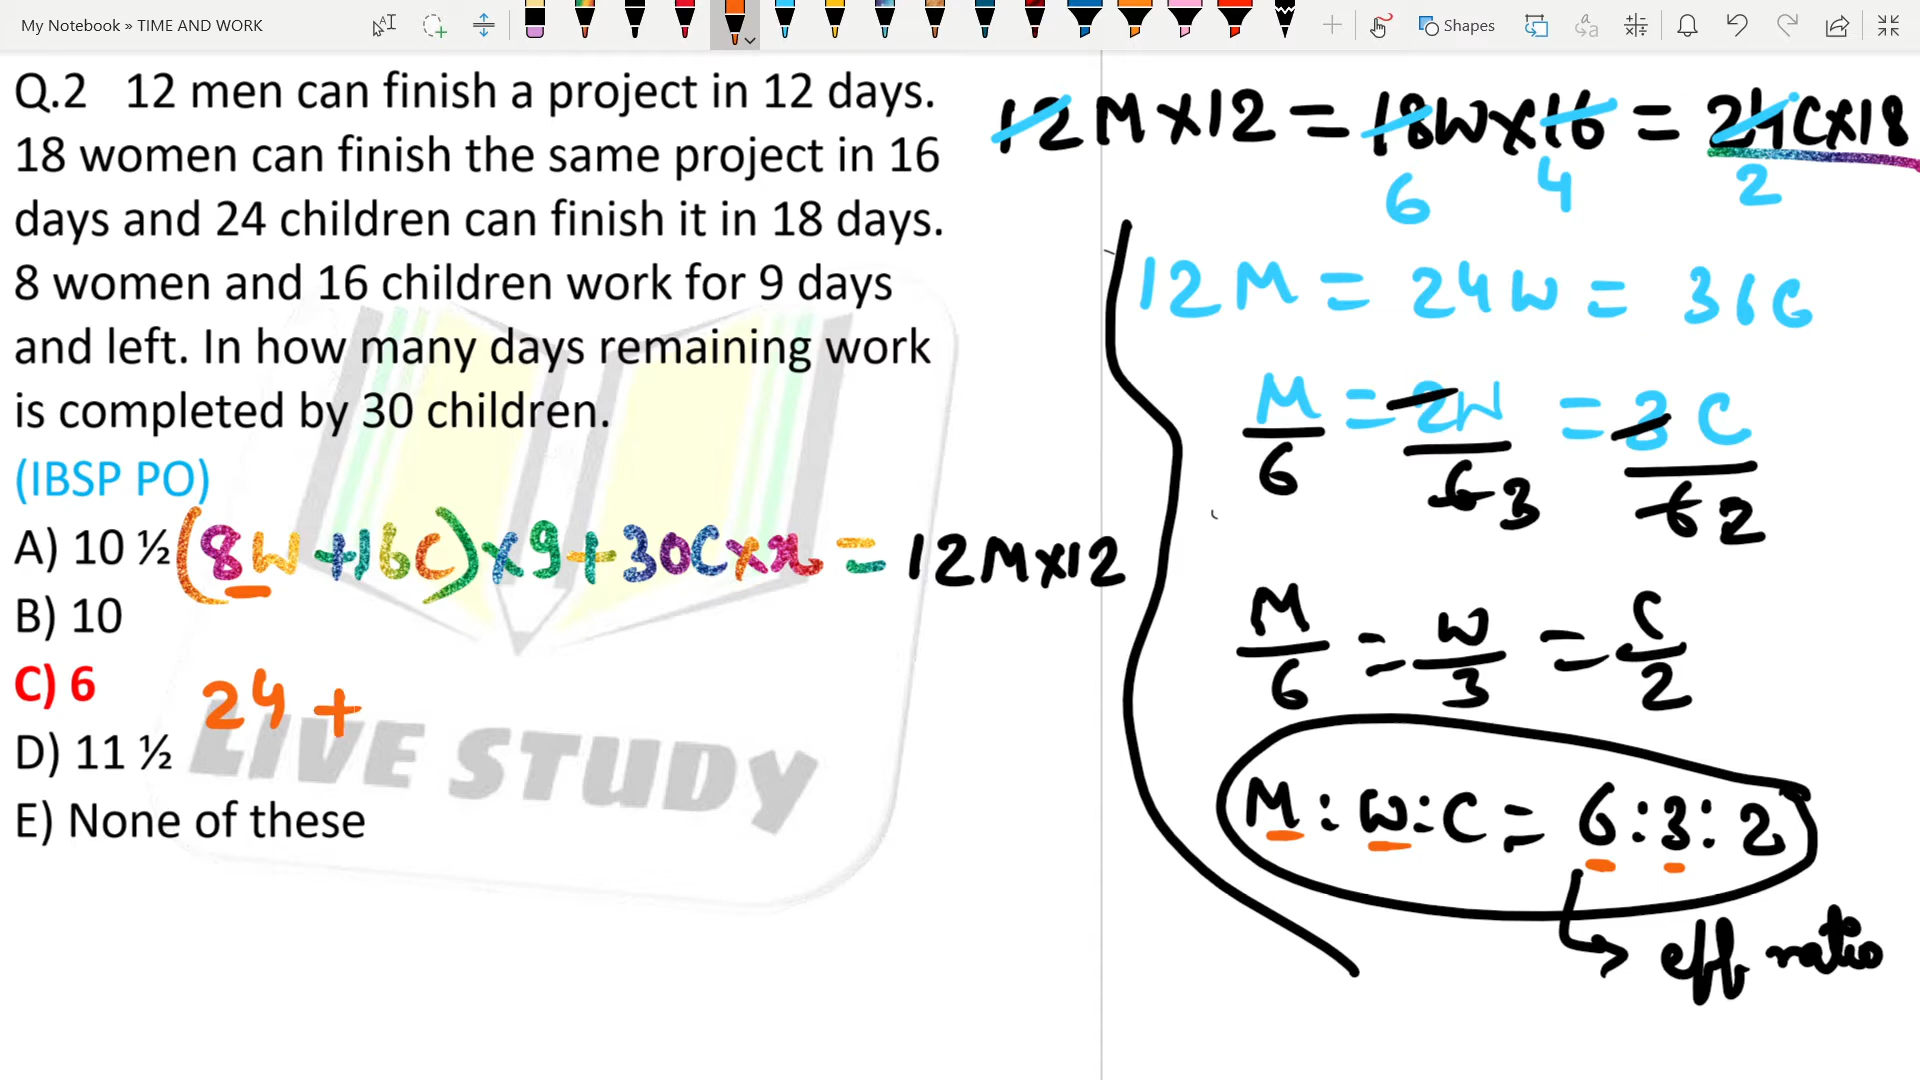 My Notebook » TIME AND WORK
Shapes
Q.2 12 men can finish a project in 12 days.
18 women can finish the same project in 16
days and 24 children can finish it in 18 days.
8 women and 16 children work for 9 days
and left. In how many days remaining work
is completed by 30 children.
(IBSP PO)
A) 10 ½
(8W+16C)×9+30C×x=12M×12
B) 10
C) 6
24 +
D) 11 ½
E) None of these
LIVE STUDY
12M×12=18W×16=24C×18
6 4 2
12M = 24W = 36C
M/6 = 2W/6 3 = 3C/6 2
M/6 = W/3 = C/2
M:W:C = 6:3:2
eff ratio